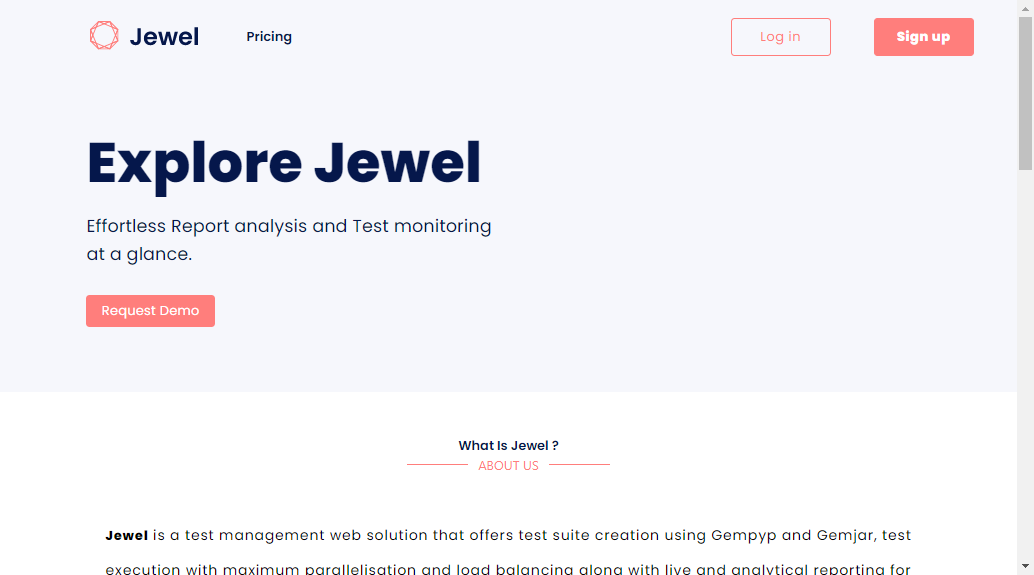 Jewel
Pricing
Log in
Sign up
Explore Jewel
Effortless Report analysis and Test monitoring
at a glance.
Request Demo
What Is Jewel ?
ABOUT US
Jewel is a test management web solution that offers test suite creation using Gempyp and Gemjar, test
execution with maximum parallelisation and load balancing along with live and analytical reporting for